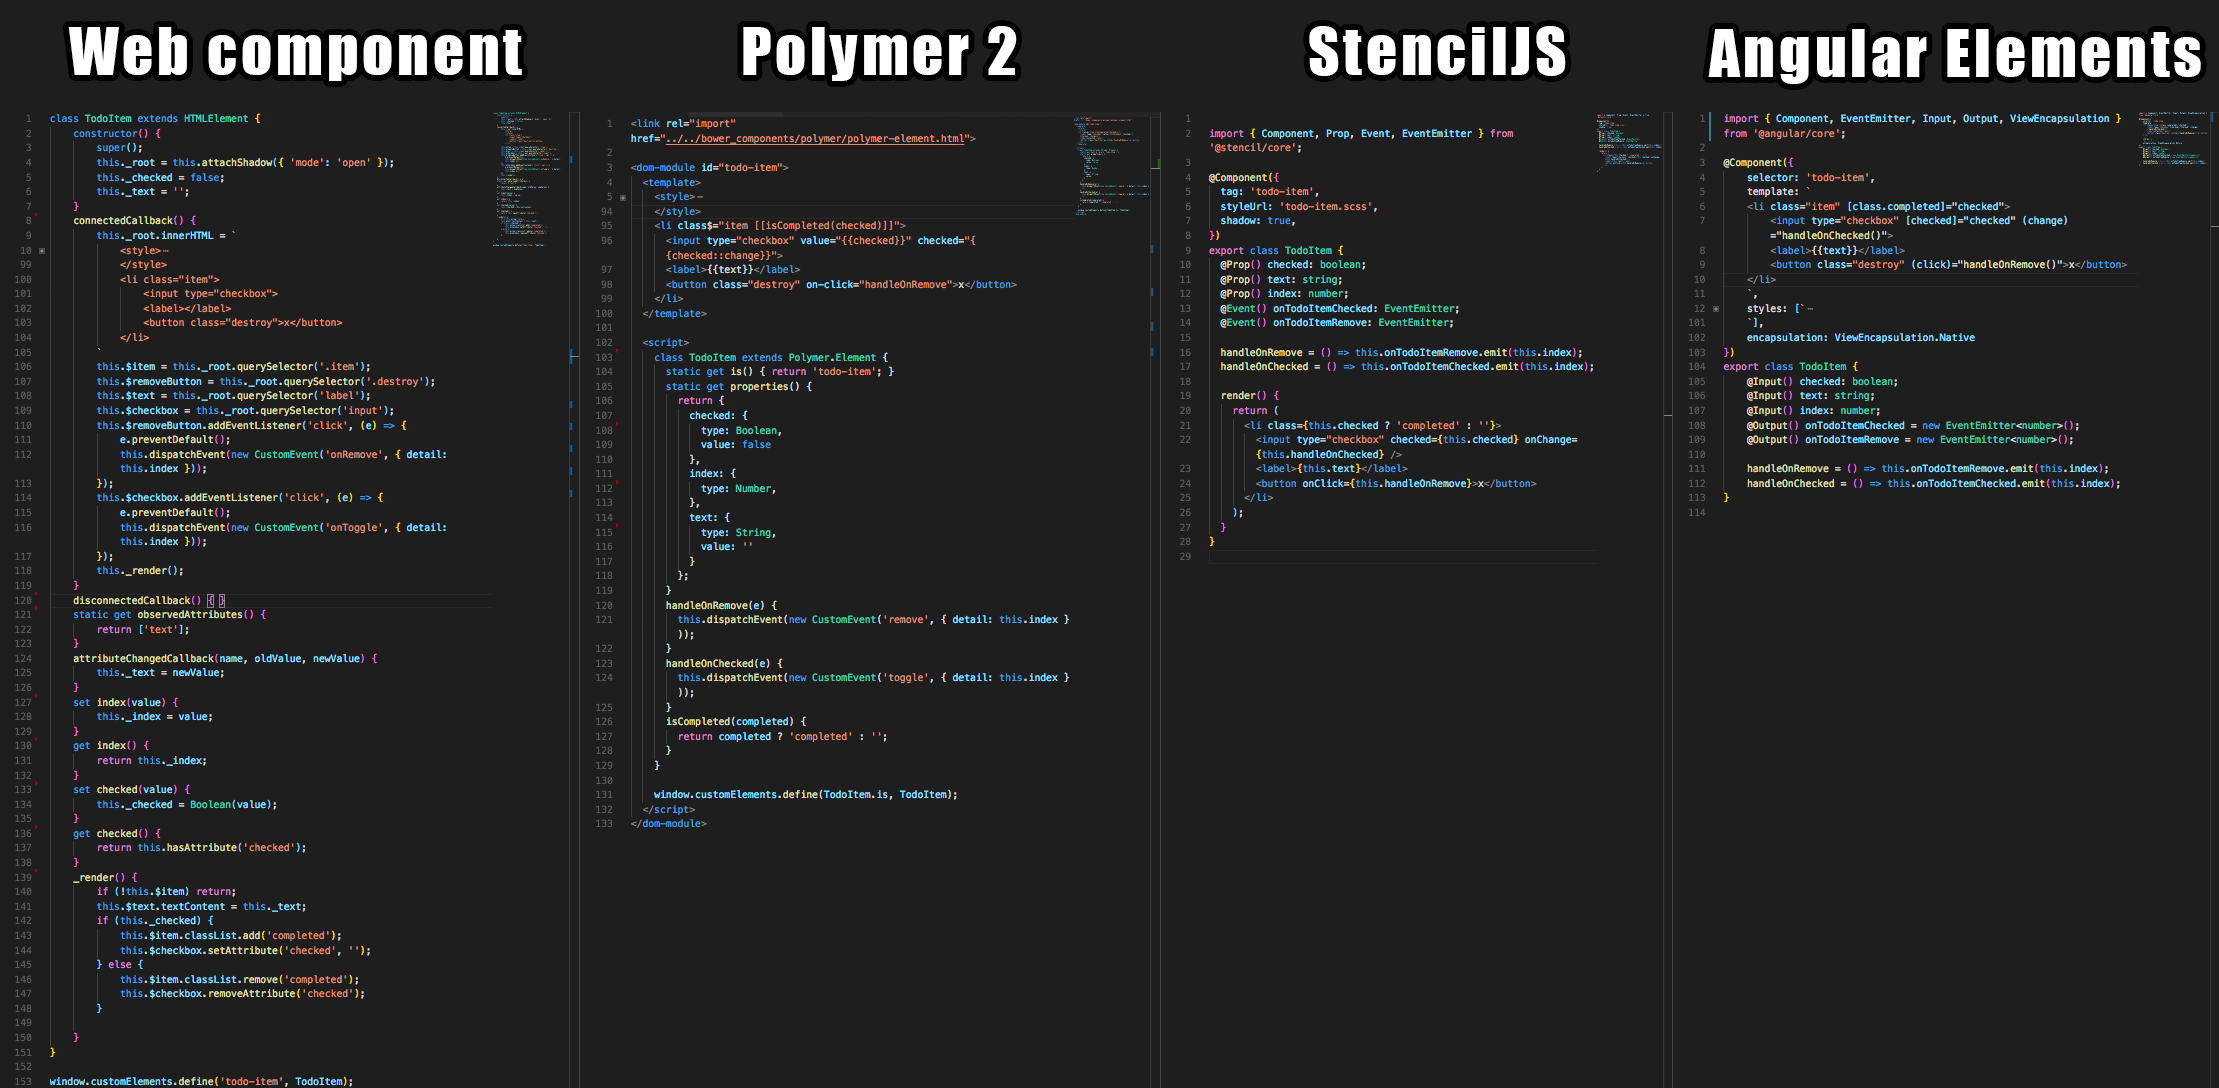 Web component
1 class TodoItem extends HTMLElement {
2 constructor() {
3 super();
4 this._root = this.attachShadow({ 'mode': 'open' });
5 this._checked = false;
6 this._text = '';
7 }
8 connectedCallback() {
9 this._root.innerHTML = `
10 <style>⋯
99 </style>
100 <li class="item">
101 <input type="checkbox">
102 <label></label>
103 <button class="destroy">x</button>
104 </li>
105 `
106 this.$item = this._root.querySelector('.item');
107 this.$removeButton = this._root.querySelector('.destroy');
108 this.$text = this._root.querySelector('label');
109 this.$checkbox = this._root.querySelector('input');
110 this.$removeButton.addEventListener('click', (e) => {
111 e.preventDefault();
112 this.dispatchEvent(new CustomEvent('onRemove', { detail:
this.index }));
113 });
114 this.$checkbox.addEventListener('click', (e) => {
115 e.preventDefault();
116 this.dispatchEvent(new CustomEvent('onToggle', { detail:
this.index }));
117 });
118 this._render();
119 }
120 disconnectedCallback() { }
121 static get observedAttributes() {
122 return ['text'];
123 }
124 attributeChangedCallback(name, oldValue, newValue) {
125 this._text = newValue;
126 }
127 set index(value) {
128 this._index = value;
129 }
130 get index() {
131 return this._index;
132 }
133 set checked(value) {
134 this._checked = Boolean(value);
135 }
136 get checked() {
137 return this.hasAttribute('checked');
138 }
139 _render() {
140 if (!this.$item) return;
141 this.$text.textContent = this._text;
142 if (this._checked) {
143 this.$item.classList.add('completed');
144 this.$checkbox.setAttribute('checked', '');
145 } else {
146 this.$item.classList.remove('completed');
147 this.$checkbox.removeAttribute('checked');
148 }
149
150 }
151 }
152
153 window.customElements.define('todo-item', TodoItem);
Polymer 2
1 <link rel="import"
href="../../bower_components/polymer/polymer-element.html">
2
3 <dom-module id="todo-item">
4 <template>
5 <style>⋯
94 </style>
95 <li class$="item [[isCompleted(checked)]]">
96 <input type="checkbox" value="{{checked}}" checked="{
{checked::change}}">
97 <label>{{text}}</label>
98 <button class="destroy" on-click="handleOnRemove">x</button>
99 </li>
100 </template>
101
102 <script>
103 class TodoItem extends Polymer.Element {
104 static get is() { return 'todo-item'; }
105 static get properties() {
106 return {
107 checked: {
108 type: Boolean,
109 value: false
110 },
111 index: {
112 type: Number,
113 },
114 text: {
115 type: String,
116 value: ''
117 }
118 };
119 }
120 handleOnRemove(e) {
121 this.dispatchEvent(new CustomEvent('remove', { detail: this.index }
));
122 }
123 handleOnChecked(e) {
124 this.dispatchEvent(new CustomEvent('toggle', { detail: this.index }
));
125 }
126 isCompleted(completed) {
127 return completed ? 'completed' : '';
128 }
129 }
130
131 window.customElements.define(TodoItem.is, TodoItem);
132 </script>
133 </dom-module>
StencilJS
1
2 import { Component, Prop, Event, EventEmitter } from
'@stencil/core';
3
4 @Component({
5 tag: 'todo-item',
6 styleUrl: 'todo-item.scss',
7 shadow: true,
8 })
9 export class TodoItem {
10 @Prop() checked: boolean;
11 @Prop() text: string;
12 @Prop() index: number;
13 @Event() onTodoItemChecked: EventEmitter;
14 @Event() onTodoItemRemove: EventEmitter;
15
16 handleOnRemove = () => this.onTodoItemRemove.emit(this.index);
17 handleOnChecked = () => this.onTodoItemChecked.emit(this.index);
18
19 render() {
20 return (
21 <li class={this.checked ? 'completed' : ''}>
22 <input type="checkbox" checked={this.checked} onChange=
{this.handleOnChecked} />
23 <label>{this.text}</label>
24 <button onClick={this.handleOnRemove}>x</button>
25 </li>
26 );
27 }
28 }
29
Angular Elements
1 import { Component, EventEmitter, Input, Output, ViewEncapsulation }
from '@angular/core';
2
3 @Component({
4 selector: 'todo-item',
5 template: `
6 <li class="item" [class.completed]="checked">
7 <input type="checkbox" [checked]="checked" (change)
="handleOnChecked()">
8 <label>{{text}}</label>
9 <button class="destroy" (click)="handleOnRemove()">x</button>
10 </li>
11 `,
12 styles: [`⋯
101 `],
102 encapsulation: ViewEncapsulation.Native
103 })
104 export class TodoItem {
105 @Input() checked: boolean;
106 @Input() text: string;
107 @Input() index: number;
108 @Output() onTodoItemChecked = new EventEmitter<number>();
109 @Output() onTodoItemRemove = new EventEmitter<number>();
110
111 handleOnRemove = () => this.onTodoItemRemove.emit(this.index);
112 handleOnChecked = () => this.onTodoItemChecked.emit(this.index);
113 }
114